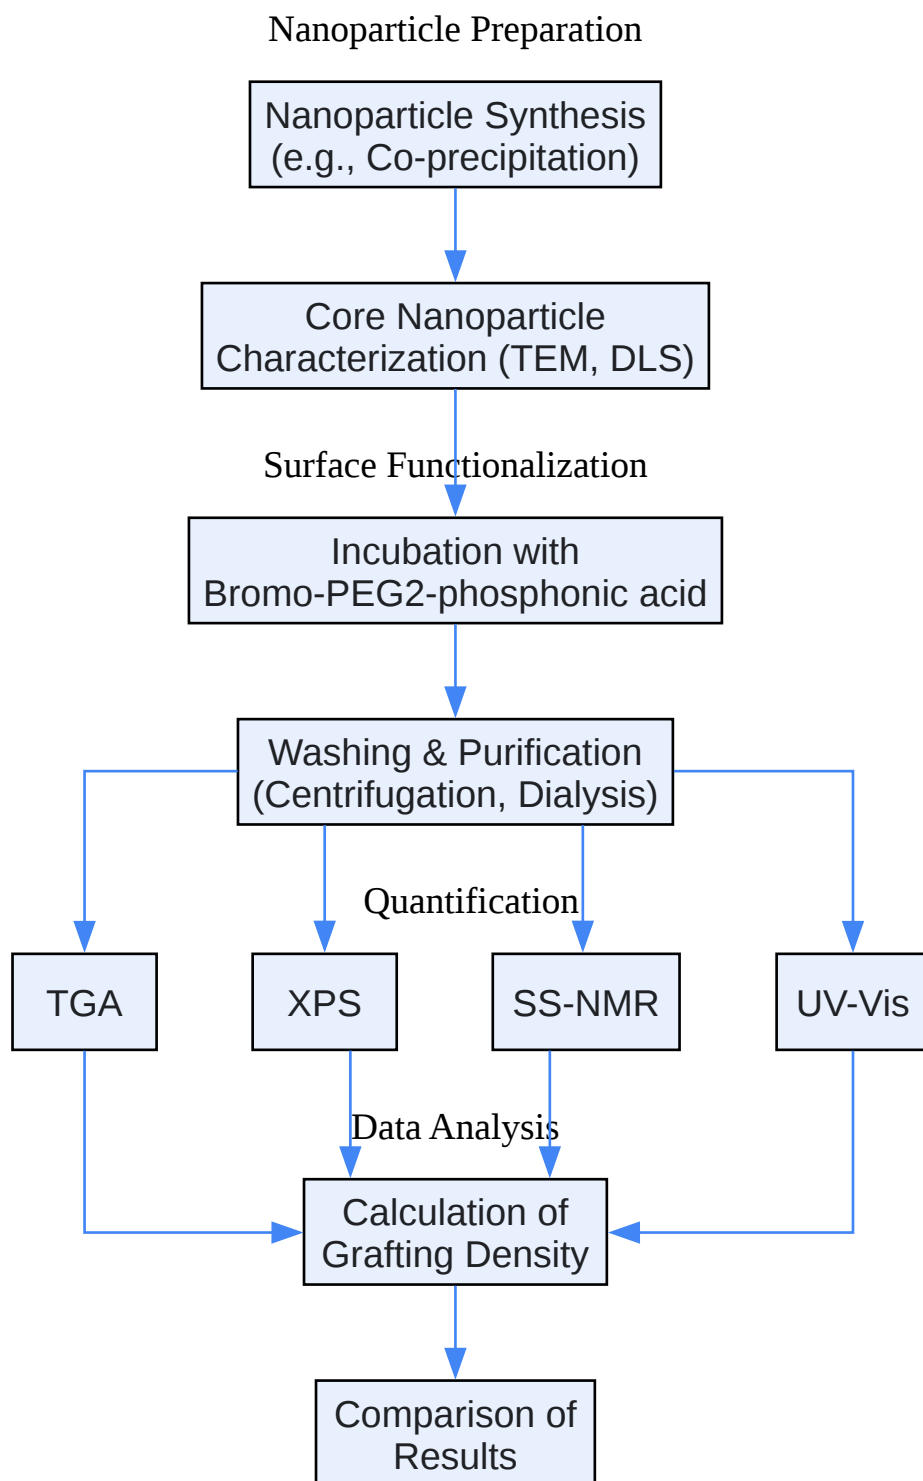 Nanoparticle Preparation
Nanoparticle Synthesis
(e.g., Co-precipitation)
Core Nanoparticle
Characterization (TEM, DLS)
Surface Functionalization
Incubation with
Bromo-PEG2-phosphonic acid
Washing & Purification
(Centrifugation, Dialysis)
Quantification
TGA
XPS
SS-NMR
UV-Vis
Data Analysis
Calculation of
Grafting Density
Comparison of
Results